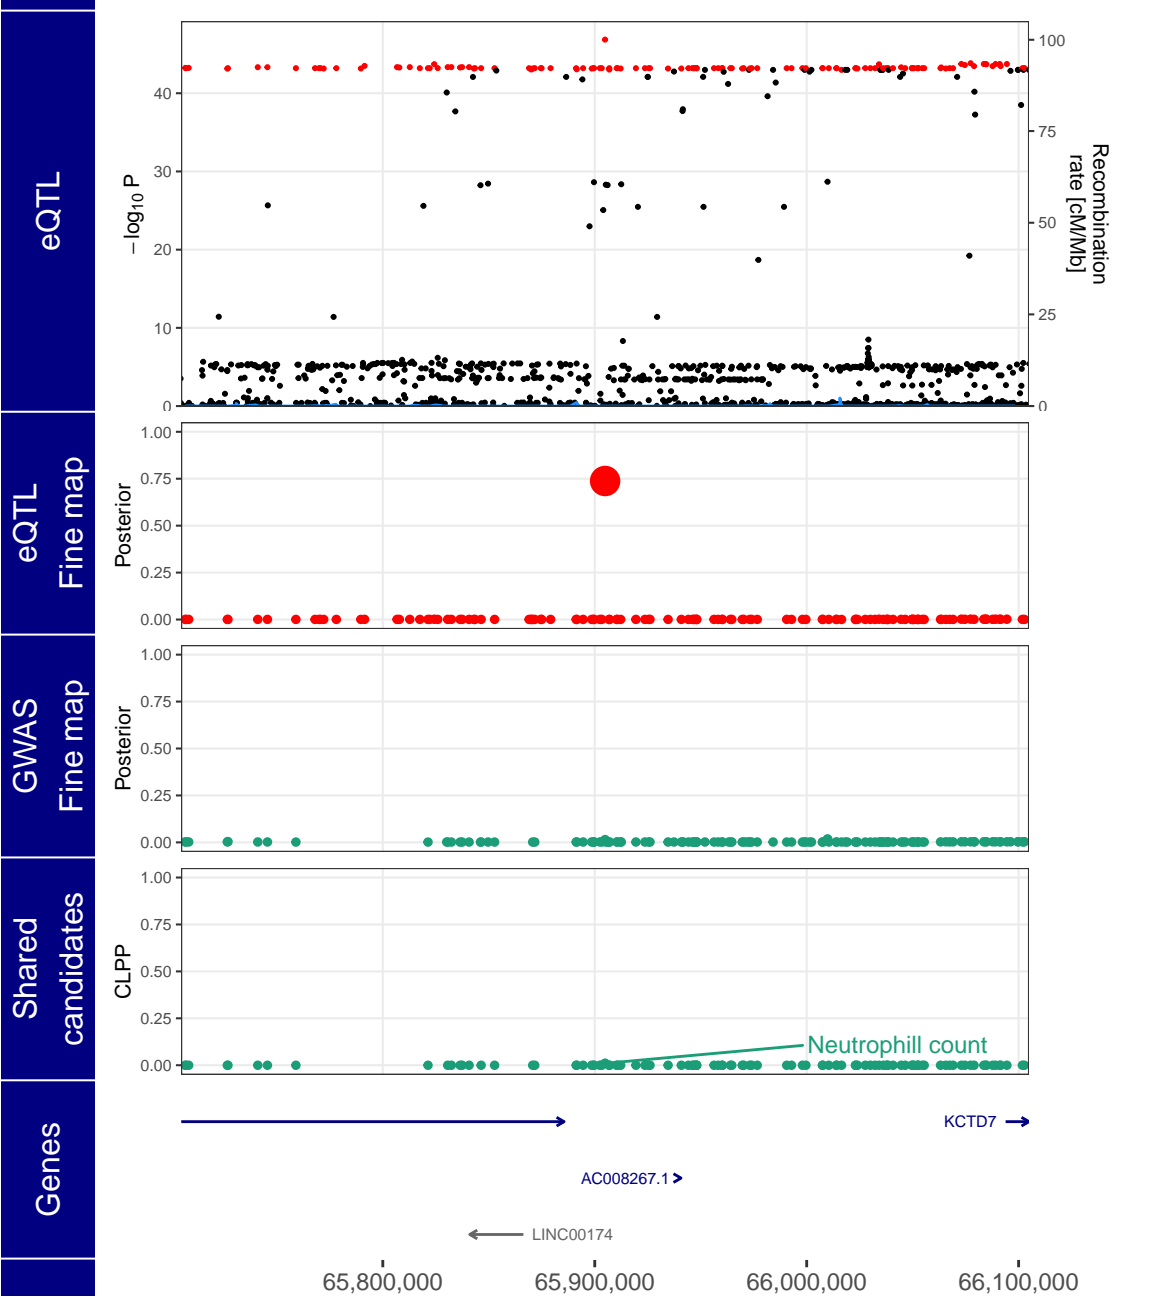 eQTL
−log10 P
40
30
20
10
0
100
75
50
25
0
Recombination
rate [cM/Mb]
eQTL
Fine map
Posterior
1.00
0.75
0.50
0.25
0.00
GWAS
Fine map
Posterior
1.00
0.75
0.50
0.25
0.00
Shared
candidates
CLPP
1.00
0.75
0.50
0.25
0.00
Neutrophill count
Genes
KCTD7
AC008267.1
LINC00174
65,800,000 65,900,000 66,000,000 66,100,000